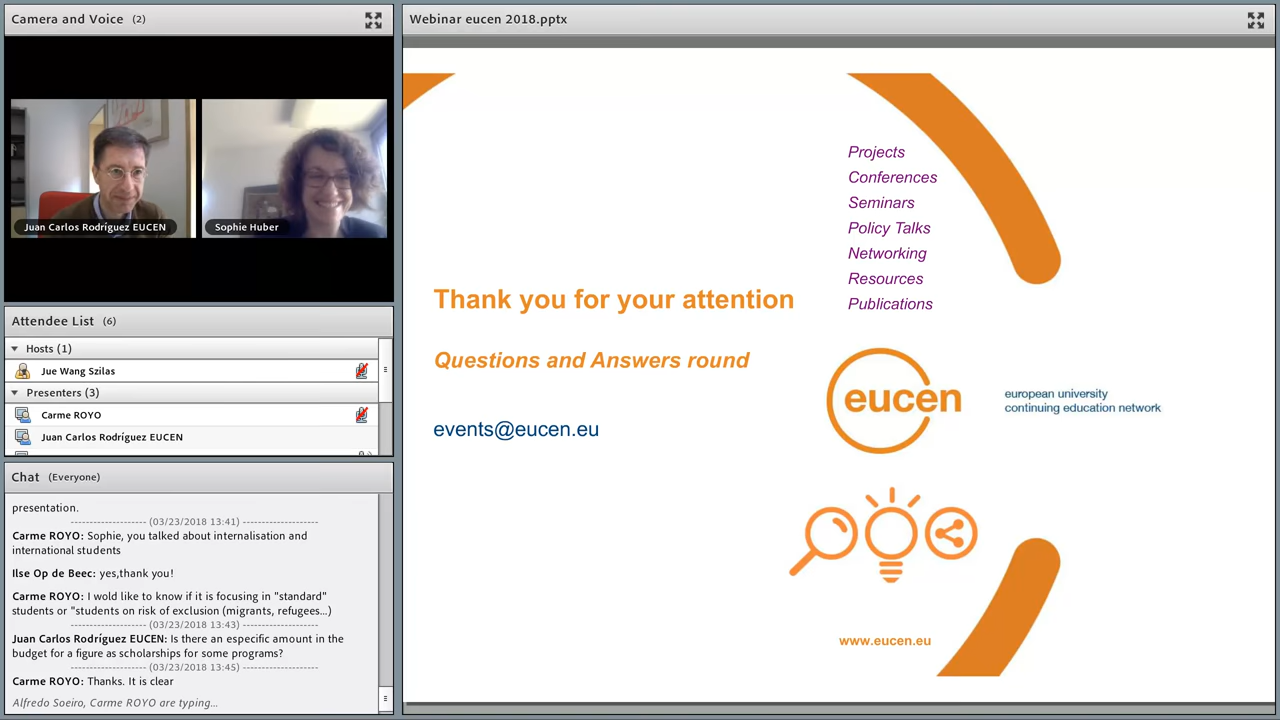 Camera and Voice (2)
Juan Carlos Rodríguez EUCEN
Sophie Huber
Attendee List (6)
Hosts (1)
Jue Wang Szilas
Presenters (3)
Carme ROYO
Juan Carlos Rodríguez EUCEN
Chat (Everyone)
presentation.
-------------------- (03/23/2018 13:41) --------------------
Carme ROYO: Sophie, you talked about internalisation and
international students
Ilse Op de Beec: yes,thank you!
Carme ROYO: I wold like to know if it is focusing in "standard"
students or "students on risk of exclusion (migrants, refugees...)
-------------------- (03/23/2018 13:43) --------------------
Juan Carlos Rodríguez EUCEN: Is there an especific amount in the
budget for a figure as scholarships for some programs?
-------------------- (03/23/2018 13:45) --------------------
Carme ROYO: Thanks. It is clear
Alfredo Soeiro, Carme ROYO are typing...
Webinar eucen 2018.pptx
Projects
Conferences
Seminars
Policy Talks
Networking
Resources
Publications
Thank you for your attention
Questions and Answers round
events@eucen.eu
eucen
european university
continuing education network
www.eucen.eu